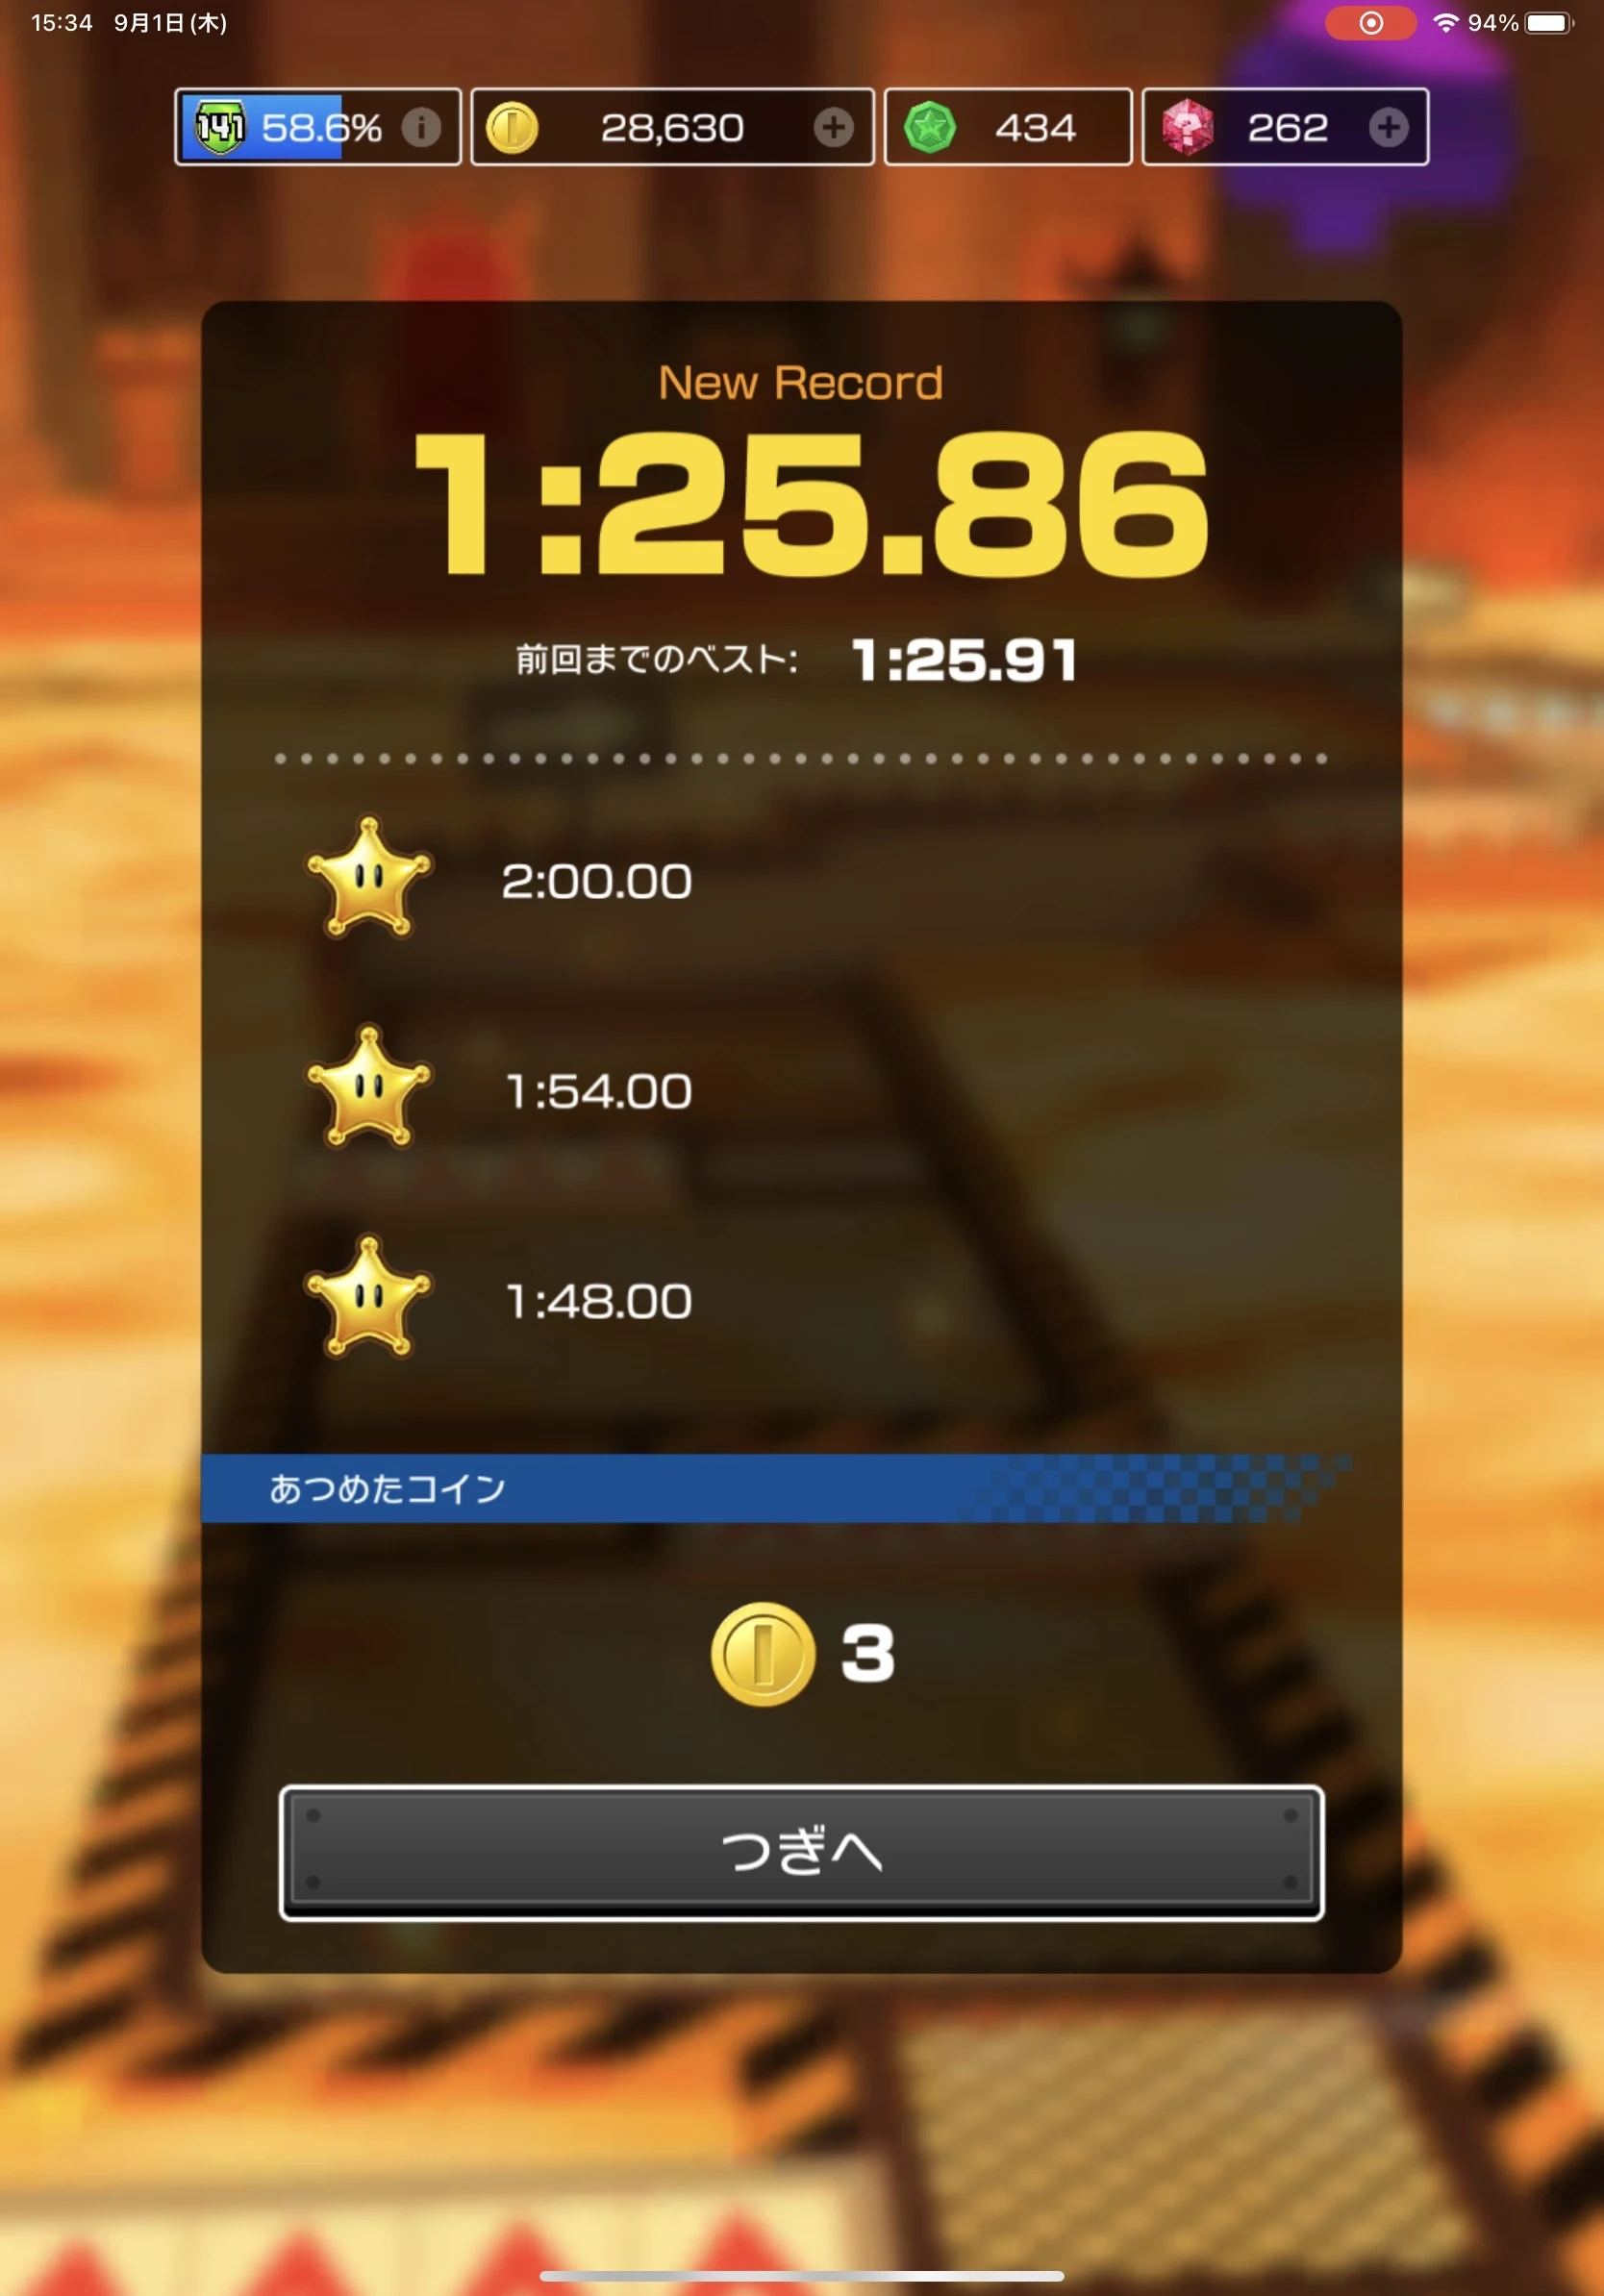 15:34 9月1日(木) 94%
141 58.6% i 28,630 + 434 ? 262 +
New Record
1:25.86
前回までのベスト: 1:25.91
2:00.00
1:54.00
1:48.00
あつめたコイン
3
つぎへ